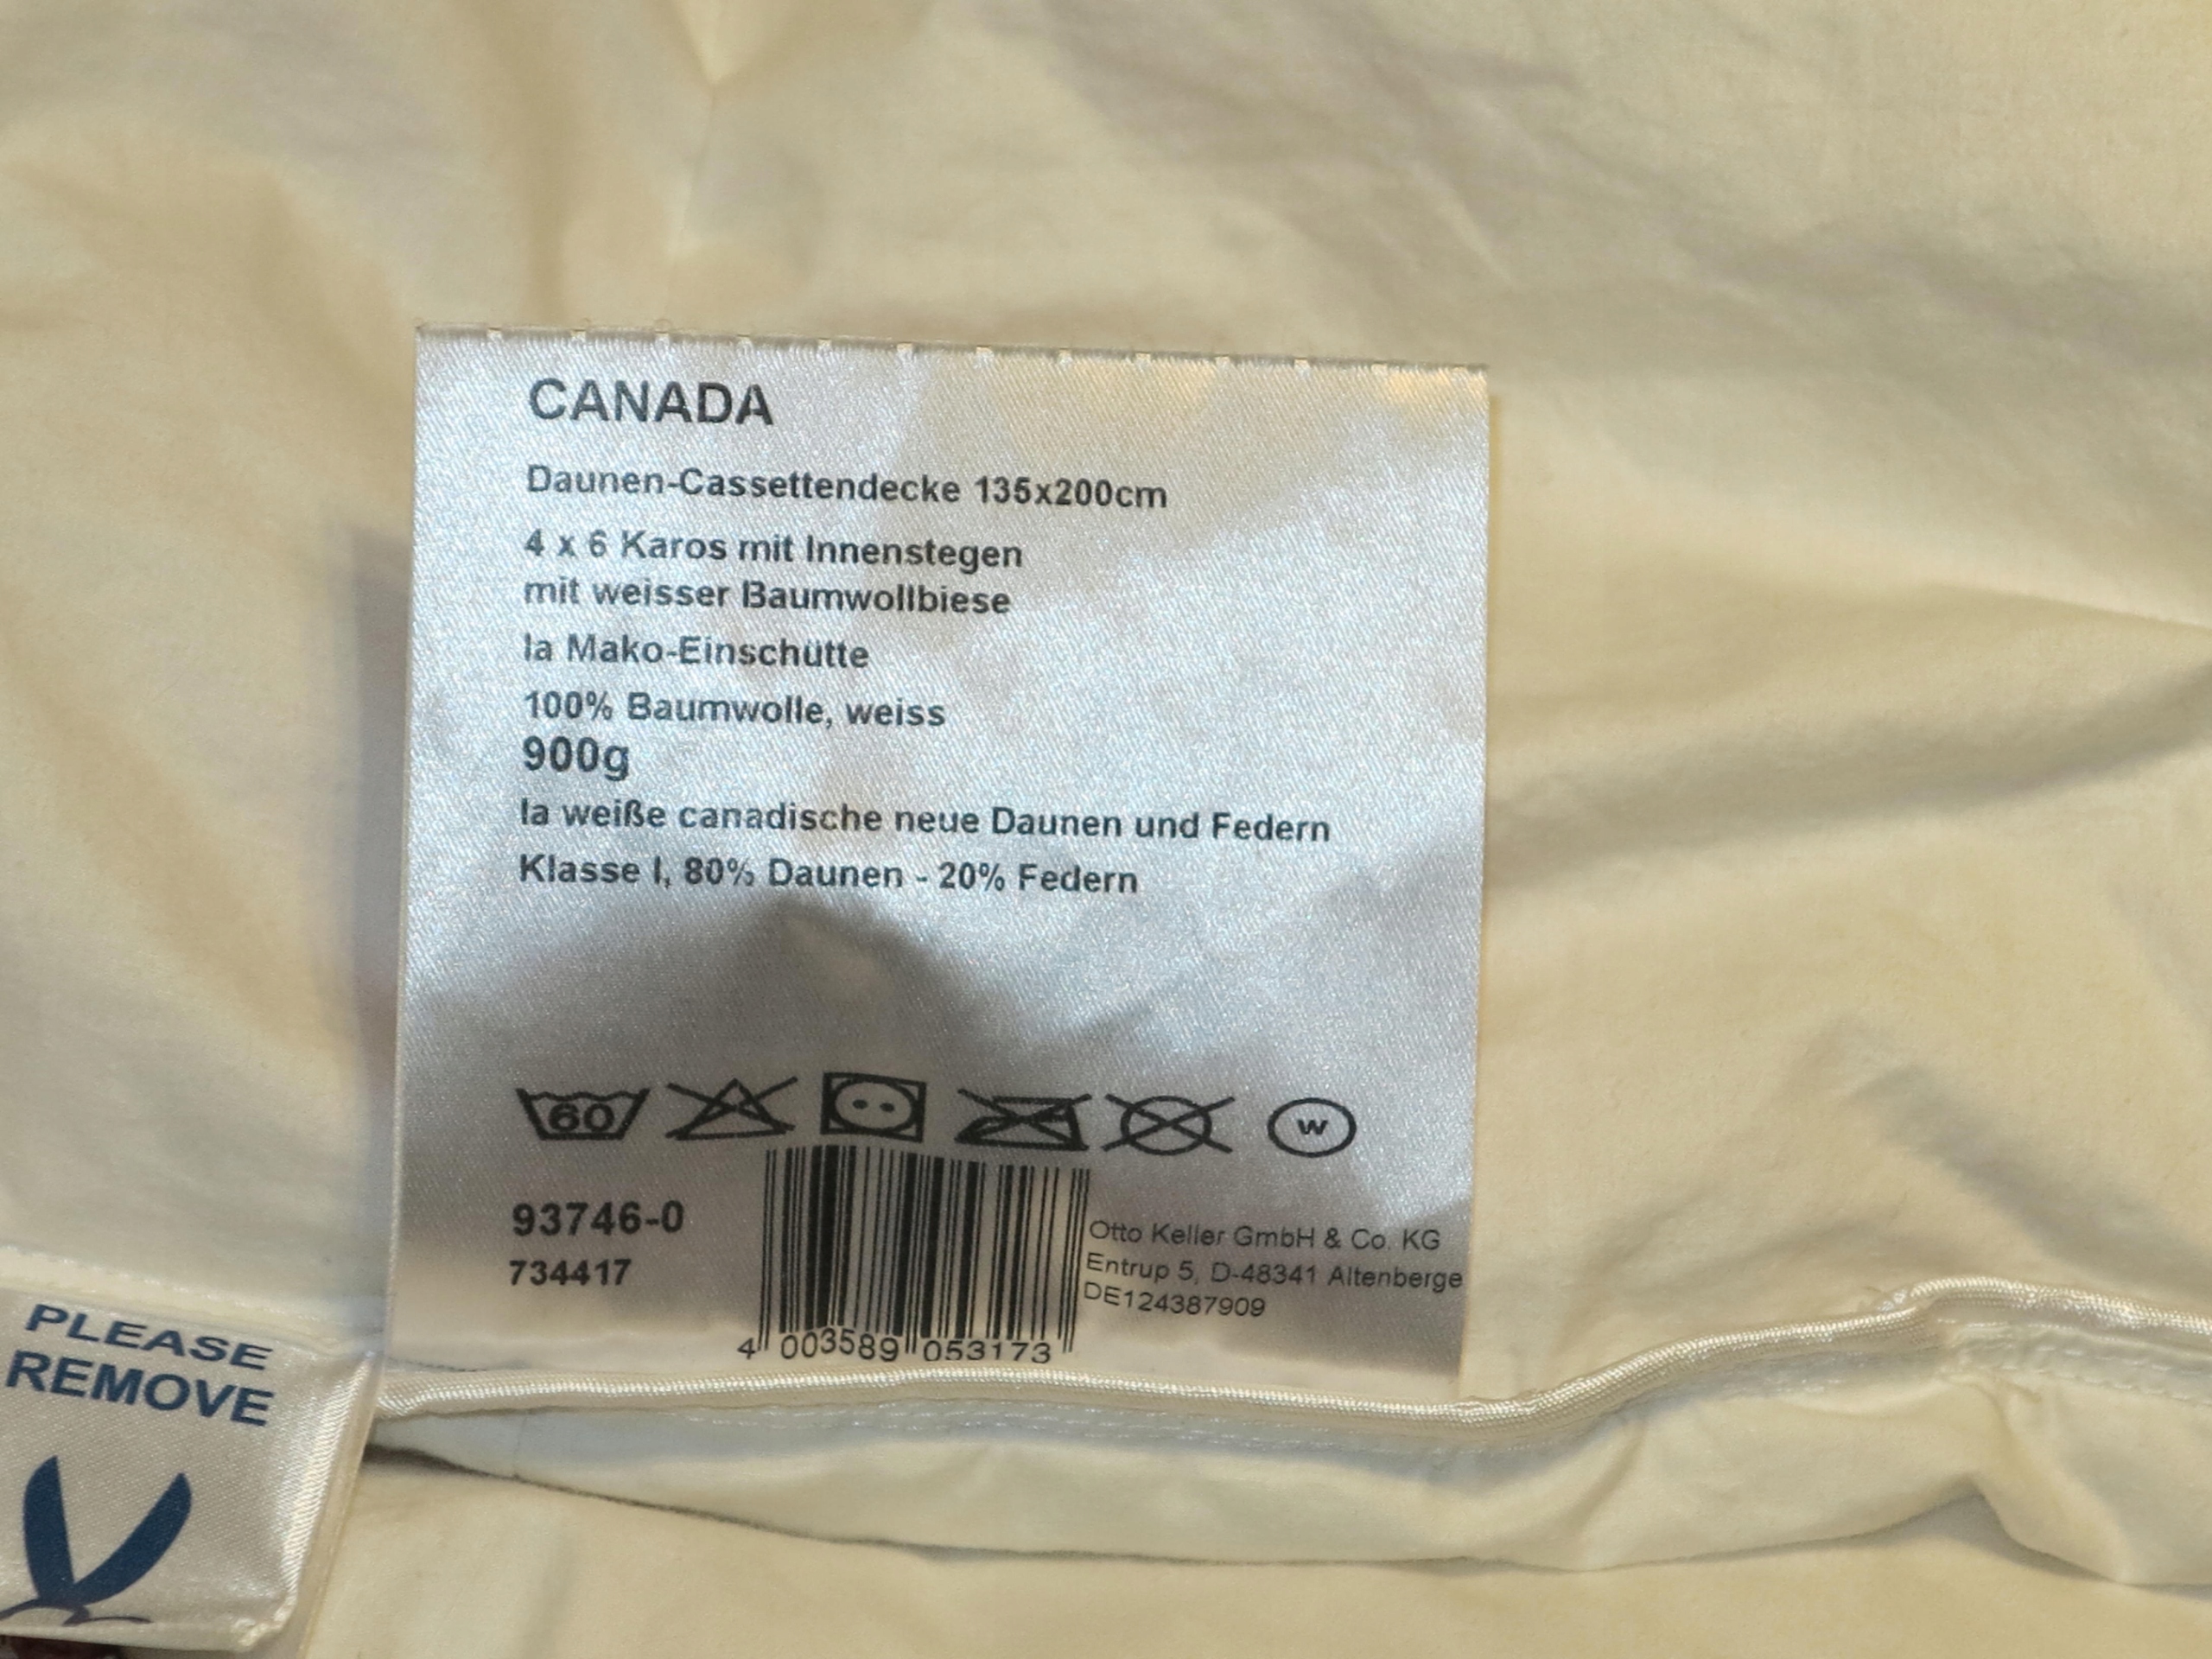 CANADA
Daunen-Cassettendecke 135x200cm
4 x 6 Karos mit Innenstegen
mit weisser Baumwollbiese
Ia Mako-Einschütte
100% Baumwolle, weiss
900g
Ia weiße canadische neue Daunen und Federn
Klasse I, 80% Daunen - 20% Federn
60
W
93746-0
734417
4 003589 053173
Otto Keller GmbH & Co. KG
Entrup 5, D-48341 Altenberge
DE124387909
PLEASE
REMOVE